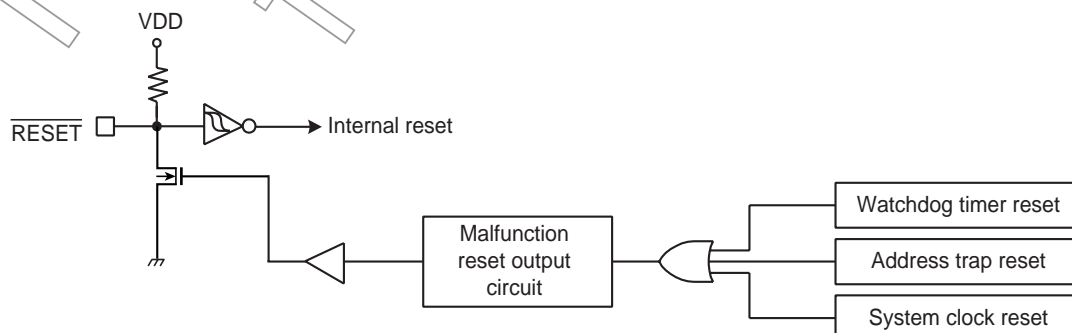 VDD
RESET
Internal reset
Malfunction
reset output
circuit
Watchdog timer reset
Address trap reset
System clock reset